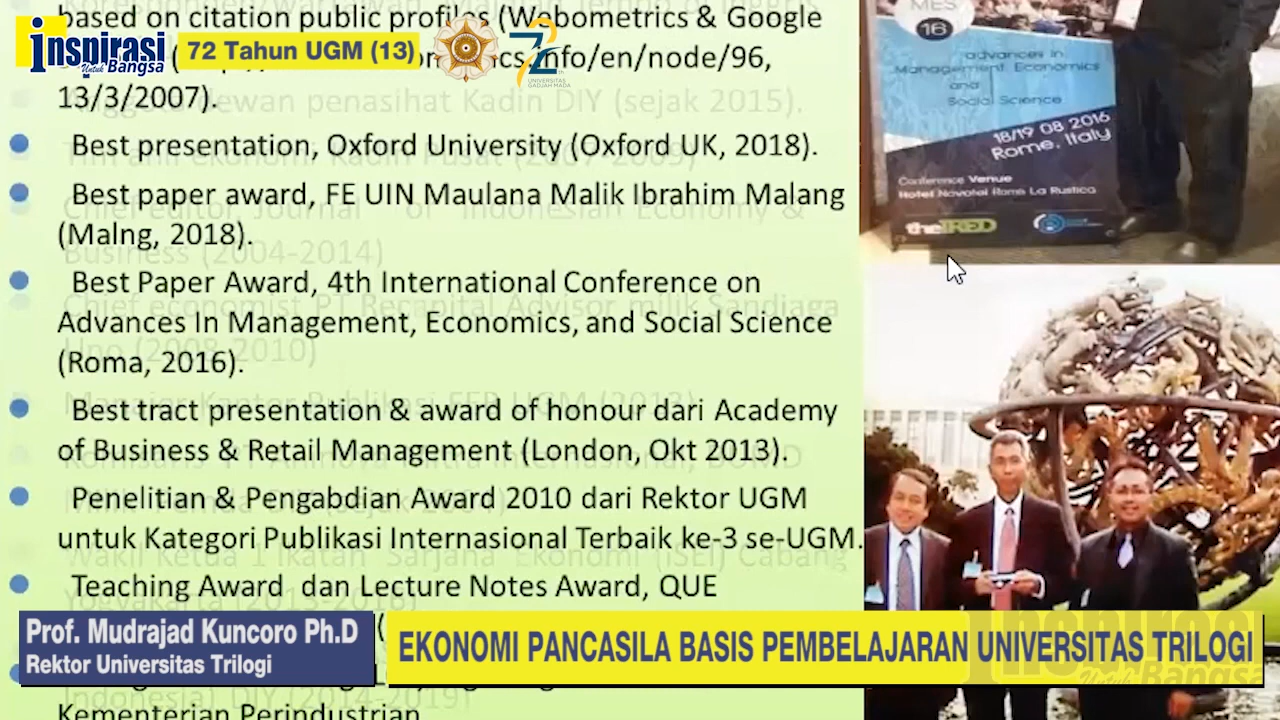 based on citation public profiles (Webometrics & Google
info/en/node/96,
13/3/2007).
Best presentation, Oxford University (Oxford UK, 2018).
Best paper award, FE UIN Maulana Malik Ibrahim Malang
(Malng, 2018).
Best Paper Award, 4th International Conference on
Advances In Management, Economics, and Social Science
(Roma, 2016).
Best tract presentation & award of honour dari Academy
of Business & Retail Management (London, Okt 2013).
Penelitian & Pengabdian Award 2010 dari Rektor UGM
untuk Kategori Publikasi Internasional Terbaik ke-3 se-UGM.
Teaching Award dan Lecture Notes Award, QUE
Kementerian Perindustrian
inspirasi
Untuk Bangsa
72 Tahun UGM (13)
72
UNIVERSITAS
GADJAH MADA
MES
16
advances in
Management, Economics
and
Social Science
18/19 08 2016
Rome, Italy
Conference Venue
Hotel Novotel Rome La Rustica
theIRED
Prof. Mudrajad Kuncoro Ph.D
Rektor Universitas Trilogi
EKONOMI PANCASILA BASIS PEMBELAJARAN UNIVERSITAS TRILOGI